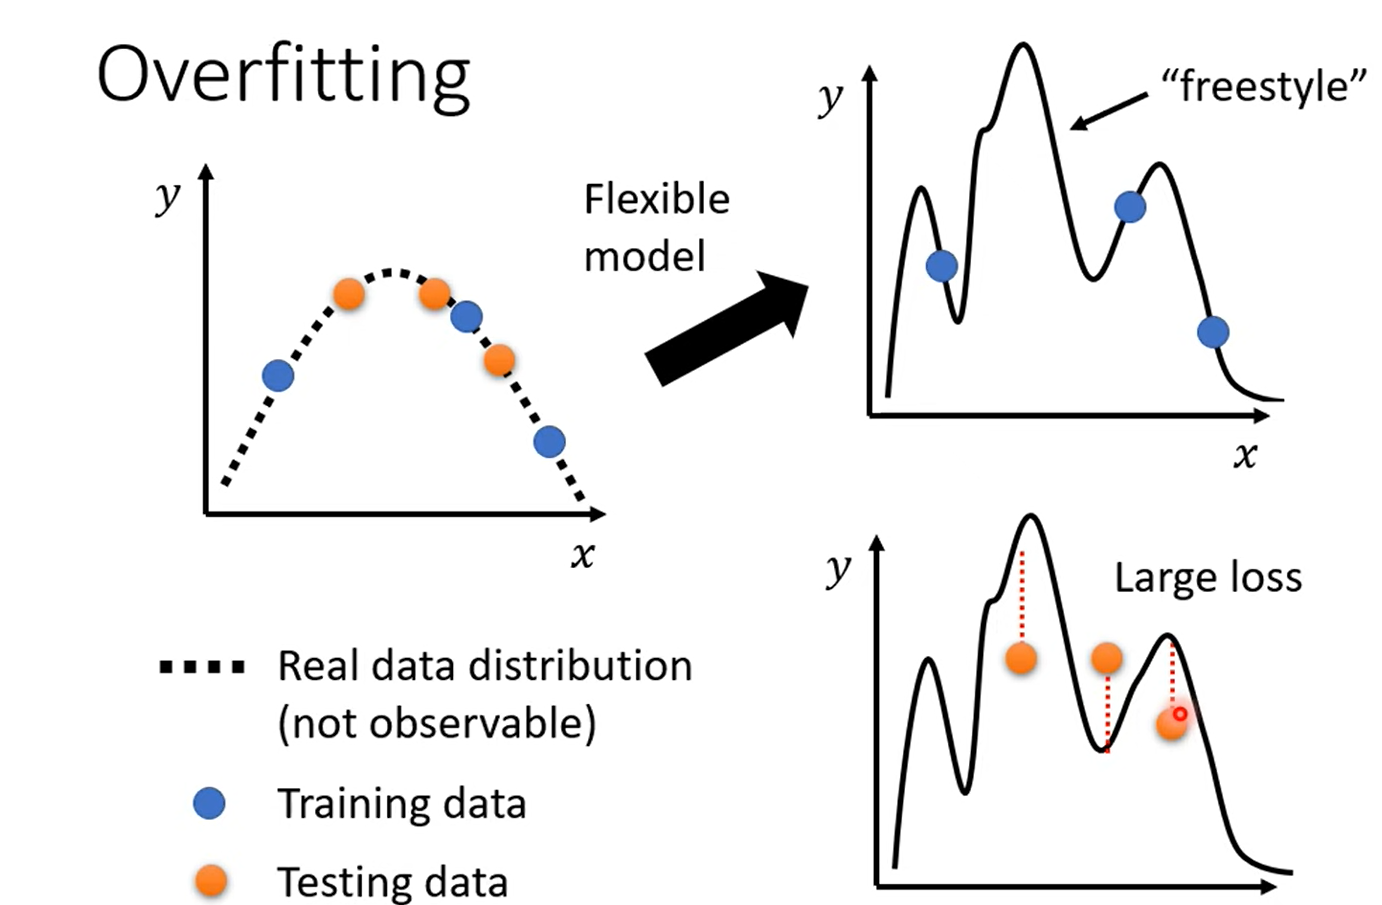 Overfitting
y
x
Flexible
model
y
"freestyle"
x
y
Large loss
Real data distribution
(not observable)
Training data
Testing data